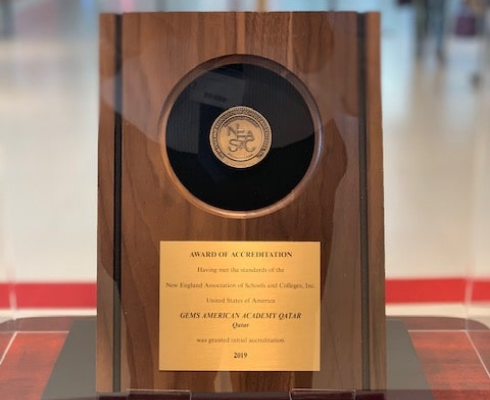 NEA
S&C
AWARD OF ACCREDITATION
Having met the standards of the
New England Association of Schools and Colleges, Inc.
United States of America
GEMS AMERICAN ACADEMY QATAR
Qatar
was granted initial accreditation
2019